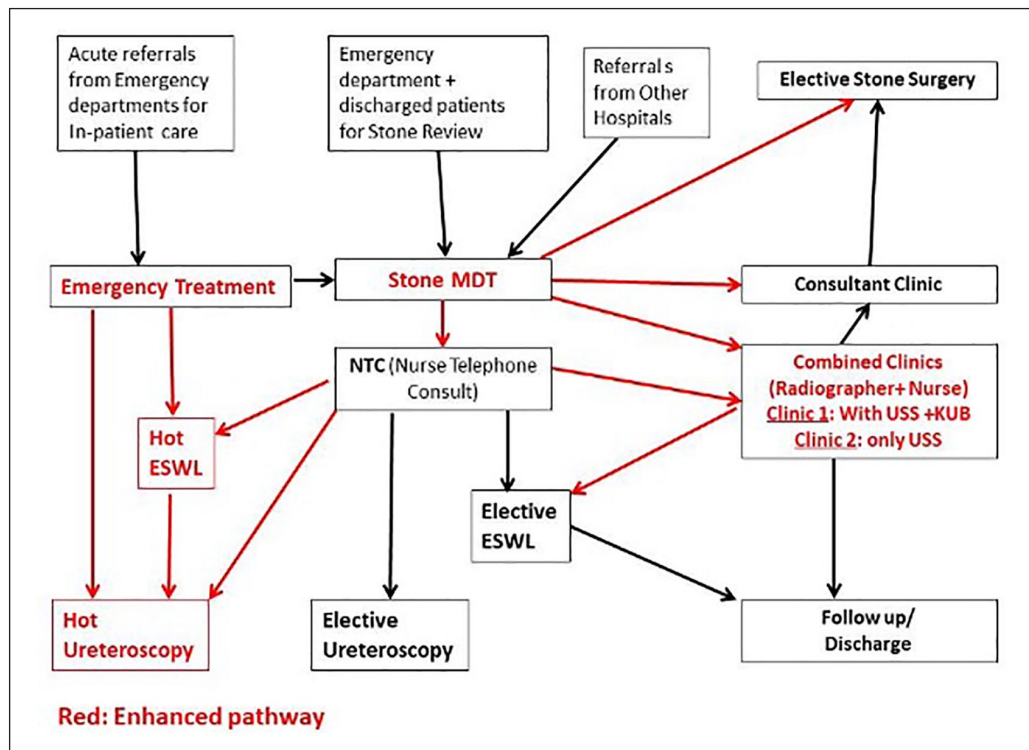 Acute referrals
from Emergency
departments for
In-patient care
Emergency
department +
discharged patients
for Stone Review
Referrals
from Other
Hospitals
Elective Stone Surgery
Emergency Treatment
Stone MDT
Consultant Clinic
NTC (Nurse Telephone
Consult)
Combined Clinics
(Radiographer+ Nurse)
Clinic 1: With USS +KUB
Clinic 2: only USS
Hot
ESWL
Elective
ESWL
Hot
Ureteroscopy
Elective
Ureteroscopy
Follow up/
Discharge
Red: Enhanced pathway